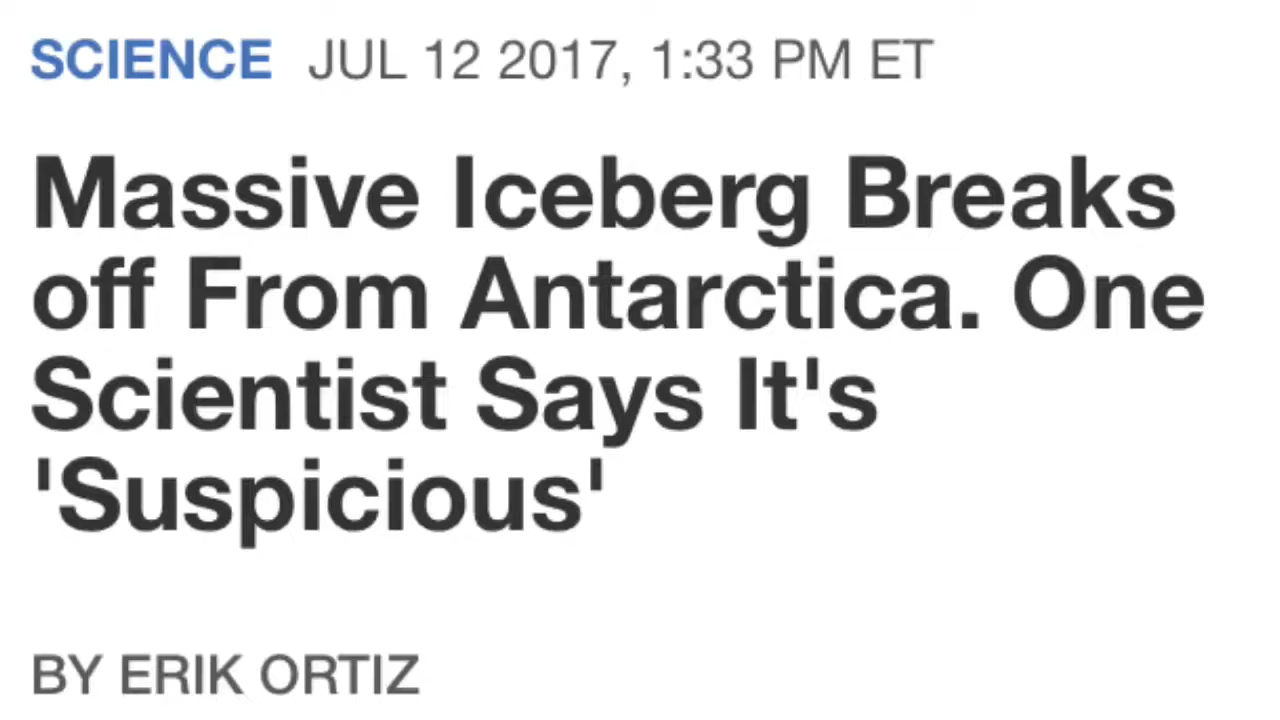 SCIENCE JUL 12 2017, 1:33 PM ET
Massive Iceberg Breaks
off From Antarctica. One
Scientist Says It's
'Suspicious'
BY ERIK ORTIZ